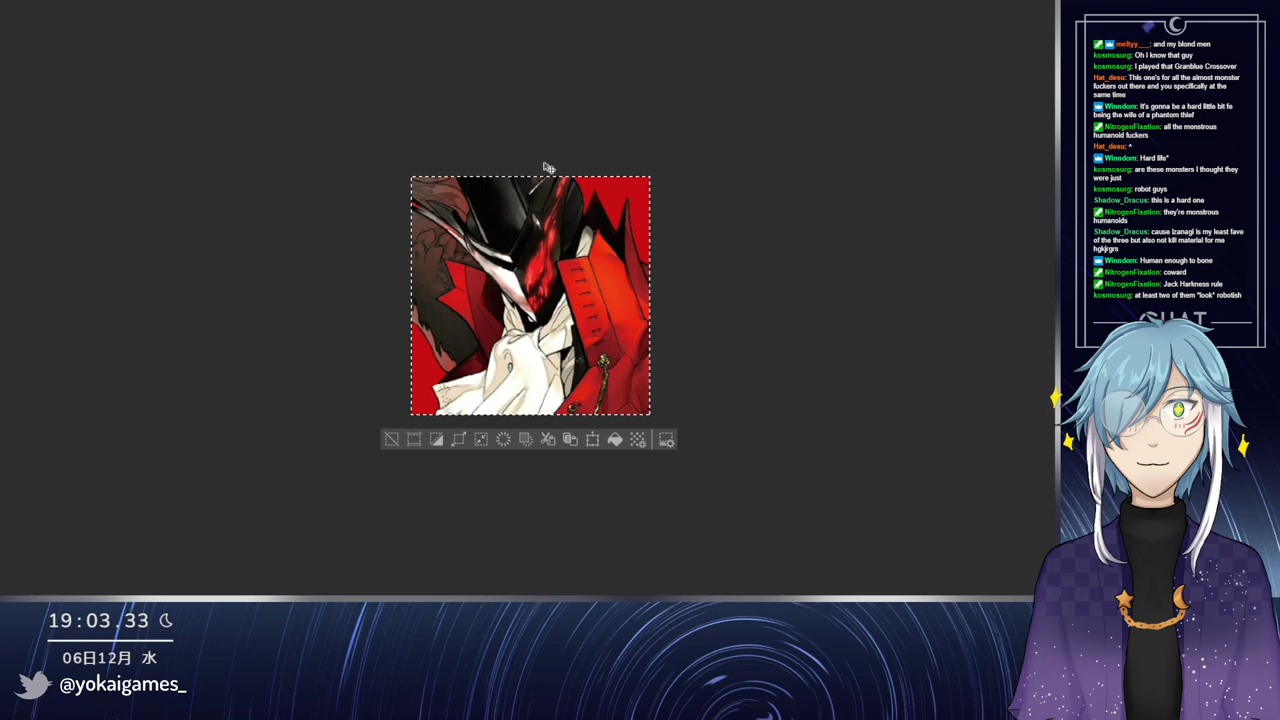 meltyy___: and my blond men
kosmosurg: Oh I know that guy
kosmosurg: I played that Granblue Crossover
Hat_desu: This one's for all the almost monster
fuckers out there and you specifically at the
same time
Winndom: It's gonna be a hard little bit fe
being the wife of a phantom thief
NitrogenFixation: all the monstrous
humanoid fuckers
Hat_desu: ^
Winndom: Hard life*
kosmosurg: are these monsters I thought they
were just
kosmosurg: robot guys
Shadow_Dracus: this is a hard one
NitrogenFixation: they're monstrous
humanoids
Shadow_Dracus: cause izanagi is my least fave
of the three but also not kill material for me
hgkjrgrs
Winndom: Human enough to bone
NitrogenFixation: coward
NitrogenFixation: Jack Harkness rule
kosmosurg: at least two of them *look* robotish
CHAT
19:03.33
06日12月 水
@yokaigames_